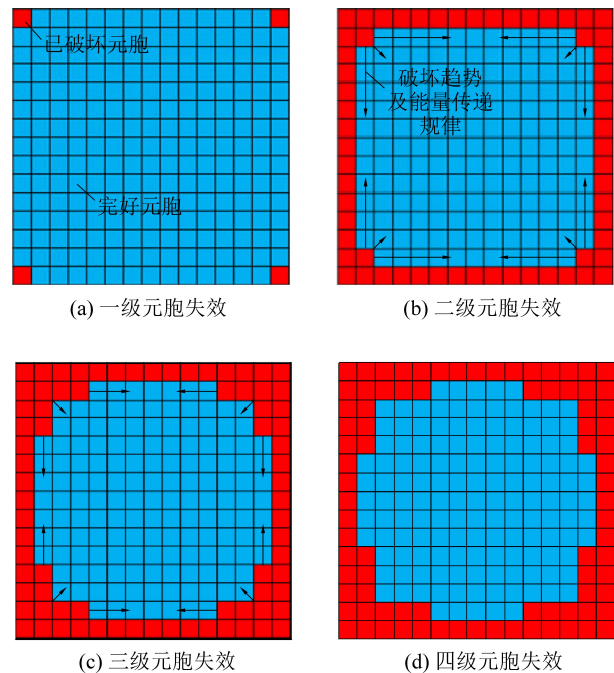 已破坏元胞
完好元胞
(a) 一级元胞失效
破坏趋势
及能量传递
规律
(b) 二级元胞失效
(c) 三级元胞失效
(d) 四级元胞失效